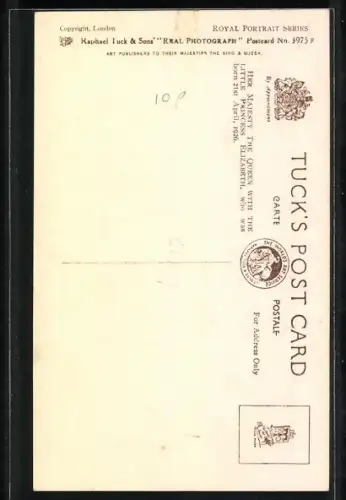 Copyright, London
ROYAL PORTRAIT SERIES
Raphael Tuck & Sons' "REAL PHOTOGRAPH" Postcard No. 3975 F
ART PUBLISHERS TO THEIR MAJESTIES THE KING & QUEEN.
10P
TUCK'S POST CARD
By Appointment
CARTE
POSTALE
For Address Only
HER MAJESTY THE QUEEN WITH THE
LITTLE PRINCESS ELIZABETH, who was
born 21st April, 1926.